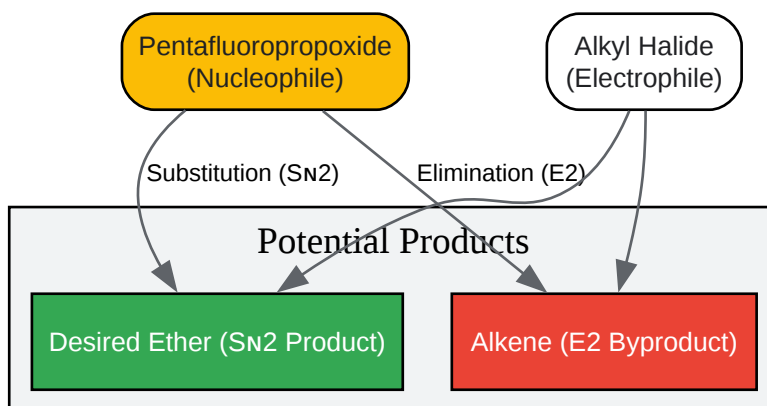 Pentafluoropropoxide
(Nucleophile)
Alkyl Halide
(Electrophile)
Substitution (Sɴ2)
Elimination (E2)
Potential Products
Desired Ether (Sɴ2 Product)
Alkene (E2 Byproduct)